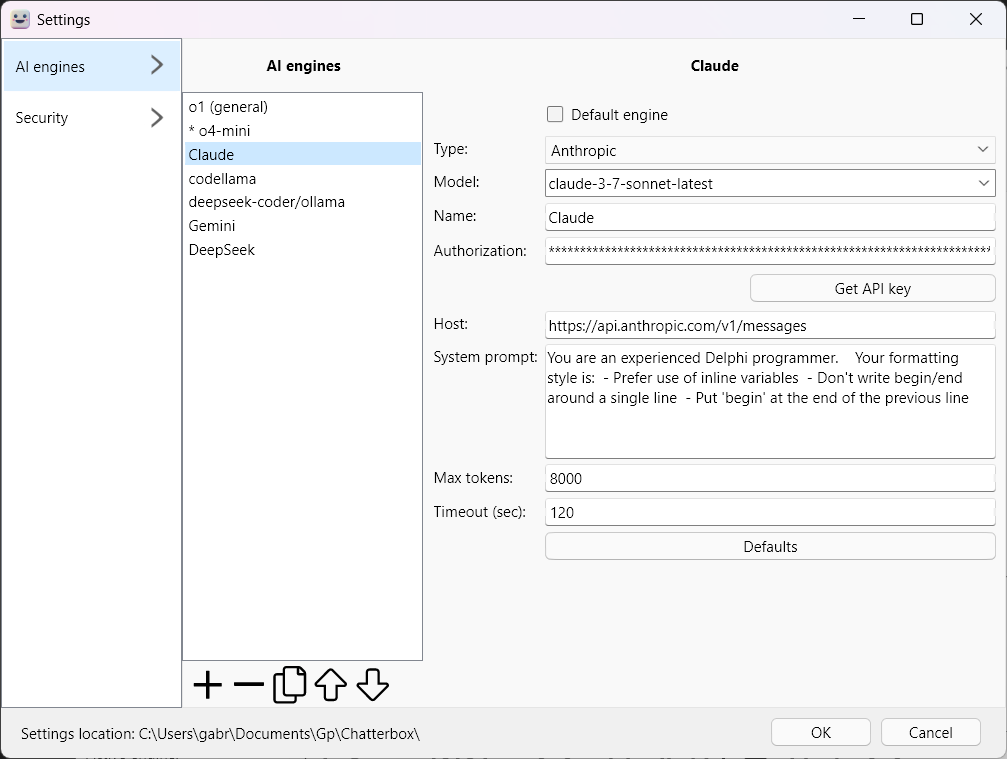 Settings
AI engines
Security
AI engines
o1 (general)
* o4-mini
Claude
codellama
deepseek-coder/ollama
Gemini
DeepSeek
Claude
Default engine
Type:
Anthropic
Model:
claude-3-7-sonnet-latest
Name:
Claude
Authorization:
Get API key
Host:
https://api.anthropic.com/v1/messages
System prompt:
You are an experienced Delphi programmer.    Your formatting
style is:  - Prefer use of inline variables  - Don't write begin/end
around a single line  - Put 'begin' at the end of the previous line
Max tokens:
8000
Timeout (sec):
120
Defaults
Settings location: C:\Users\gabr\Documents\Gp\Chatterbox\
OK
Cancel